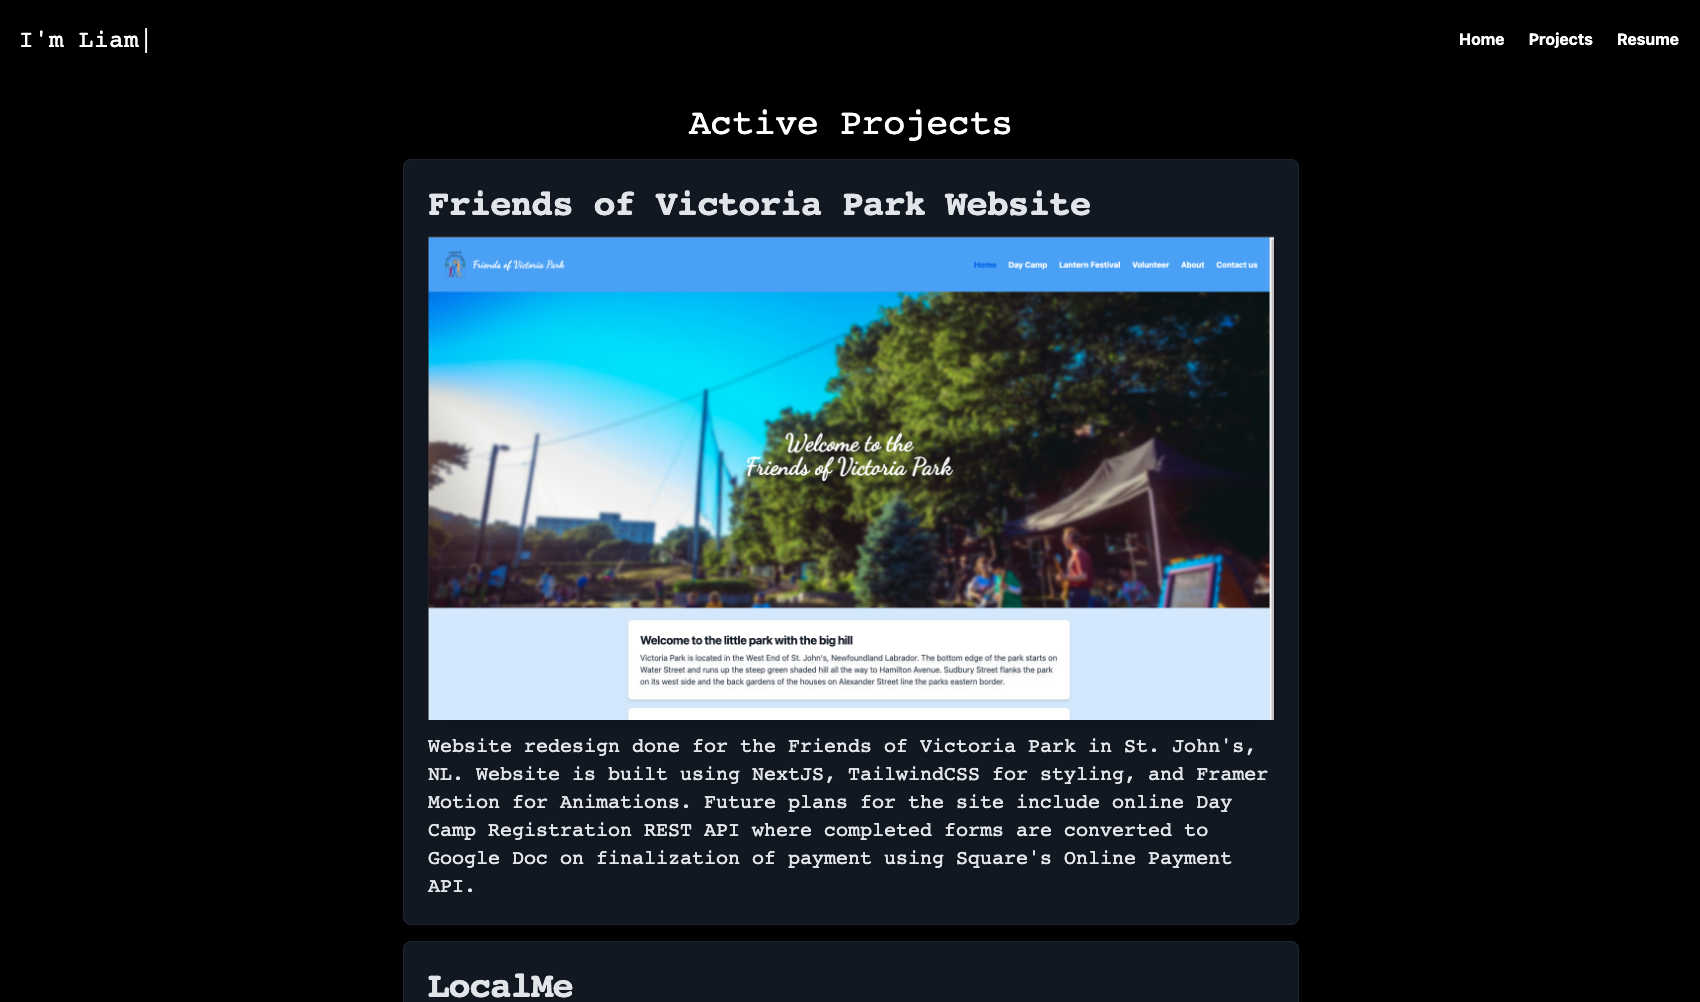 I'm Liam
Home Projects Resume
Active Projects
Friends of Victoria Park Website
Friends of Victoria Park
Home Day Camp Lantern Festival Volunteer About Contact us
Welcome to the
Friends of Victoria Park
Welcome to the little park with the big hill
Victoria Park is located in the West End of St. John's, Newfoundland Labrador. The bottom edge of the park starts on
Water Street and runs up the steep green shaded hill all the way to Hamilton Avenue. Sudbury Street flanks the park
on its west side and the back gardens of the houses on Alexander Street line the parks eastern border.
Website redesign done for the Friends of Victoria Park in St. John's,
NL. Website is built using NextJS, TailwindCSS for styling, and Framer
Motion for Animations. Future plans for the site include online Day
Camp Registration REST API where completed forms are converted to
Google Doc on finalization of payment using Square's Online Payment
API.
LocalMe